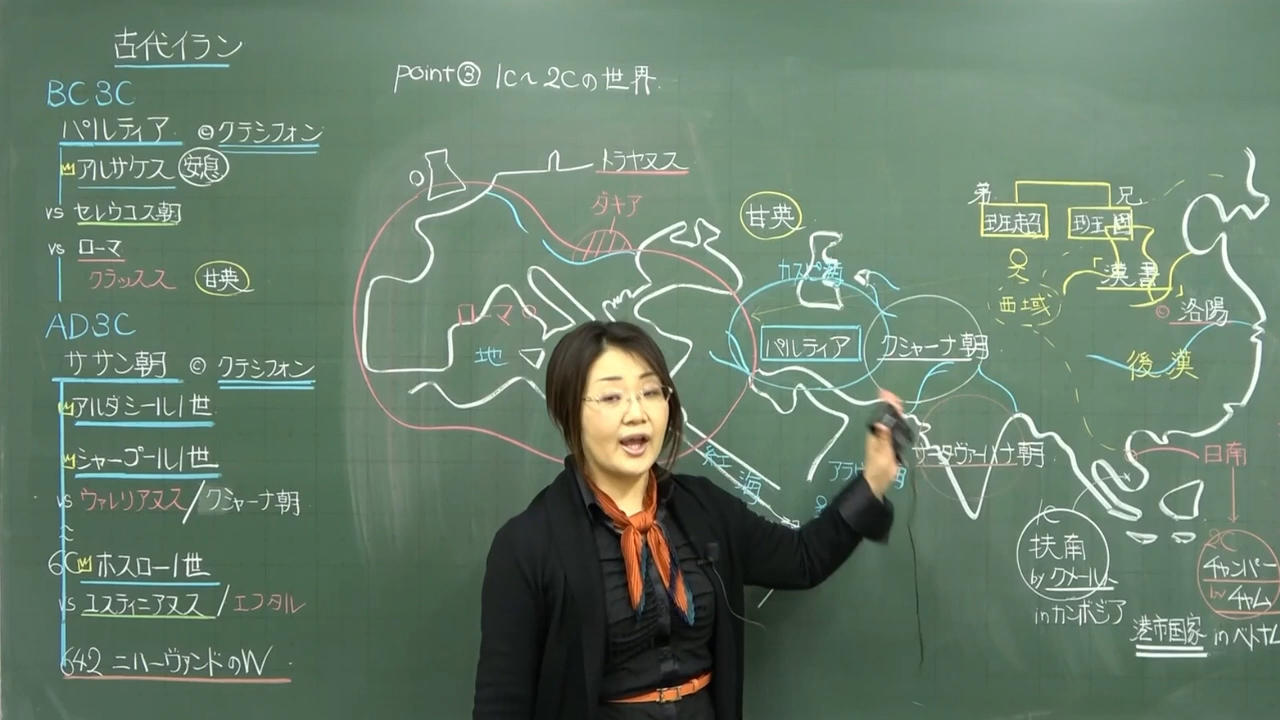 古代イラン
BC3C
パルティア ©クテシフォン
アルサケス 安息
vs セレウコス朝
vs ローマ
クラッスス 甘英
AD3C
ササン朝 © クテシフォン
アルダシール1世
シャープール1世
vs ウァレリアヌス/クシャーナ朝
6C ホスロー1世
vs ユスティニアヌス/エフタル
642 ニハーヴァンドのW
point③ 1C~2Cの世界
トラヤヌス
ダキア
甘英
カスピ海
ローマ
地
パルティア
クシャーナ朝
紅海
サータヴァーハナ朝
弟 兄
班超 班固
「漢書」
西域
洛陽
後漢
日南
1C
扶南
by クメール
inカンボジア
2C
チャンパー
by チャム
港市国家 inベトナム